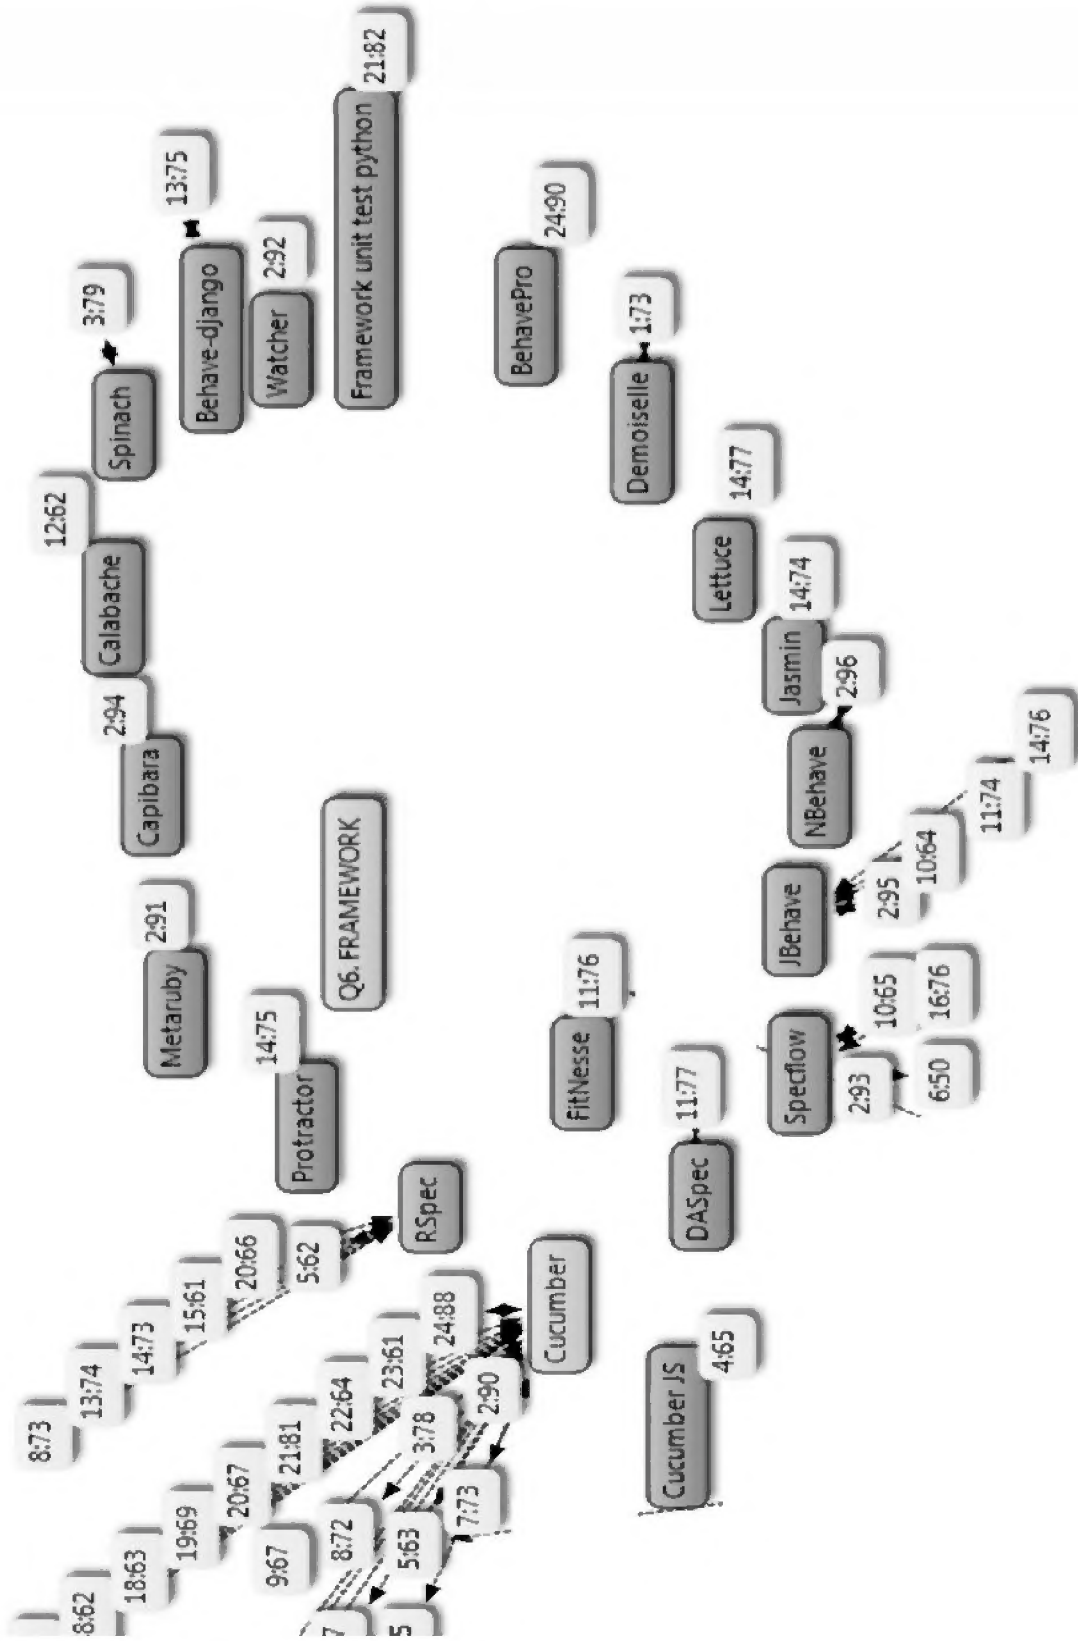 8:73
13:74
14:73
15:61
20:66
5:62
RSpec
8:62
18:63
19:69
20:67
21:81
22:64
23:61
24:88
9:67
8:72
3:78
5:63
7:73
2:90
Cucumber
Cucumber JS
4:65
Protractor
14:75
Metaruby
2:91
Capibara
2:94
Calabache
12:62
Spinach
3:79
Behave-django
13:75
Watcher
2:92
Framework unit test python
21:82
Q6. FRAMEWORK
BehavePro
24:90
Demoiselle
1:73
Lettuce
14:77
Jasmin
14:74
NBehave
2:96
JBehave
2:95
10:64
11:74
14:76
FitNesse
11:76
DASpec
11:77
Specflow
10:65
16:76
2:93
6:50